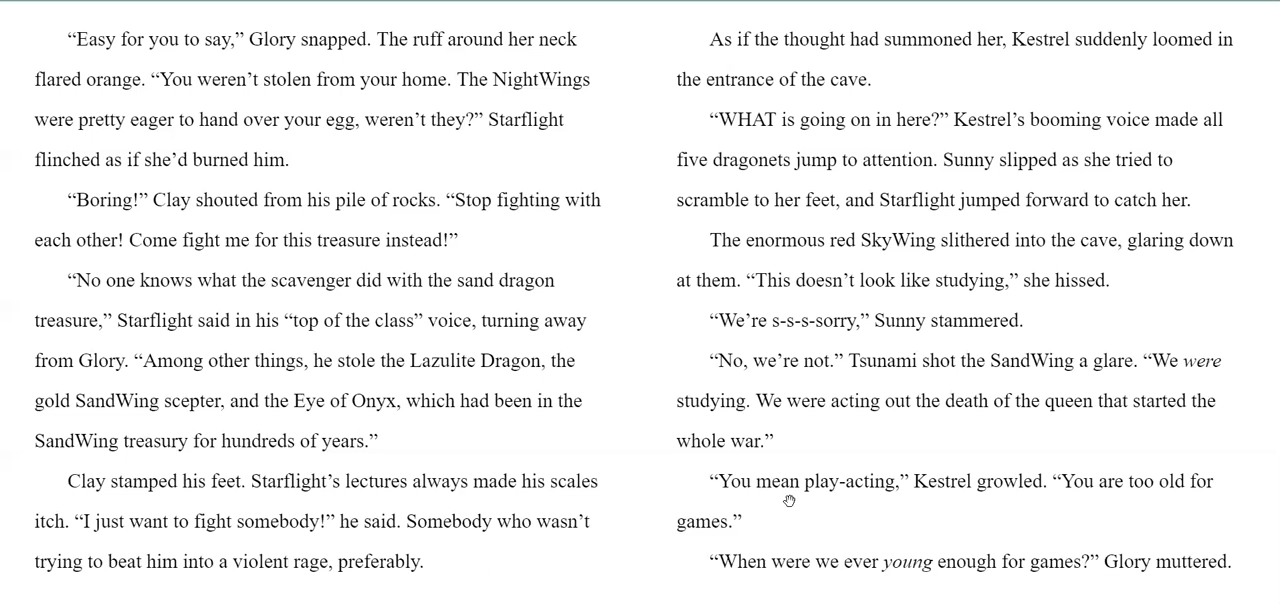 “Easy for you to say,” Glory snapped. The ruff around her neck
flared orange. “You weren’t stolen from your home. The NightWings
were pretty eager to hand over your egg, weren’t they?” Starflight
flinched as if she’d burned him.
“Boring!” Clay shouted from his pile of rocks. “Stop fighting with
each other! Come fight me for this treasure instead!”
“No one knows what the scavenger did with the sand dragon
treasure,” Starflight said in his “top of the class” voice, turning away
from Glory. “Among other things, he stole the Lazulite Dragon, the
gold SandWing scepter, and the Eye of Onyx, which had been in the
SandWing treasury for hundreds of years.”
Clay stamped his feet. Starflight’s lectures always made his scales
itch. “I just want to fight somebody!” he said. Somebody who wasn’t
trying to beat him into a violent rage, preferably.
As if the thought had summoned her, Kestrel suddenly loomed in
the entrance of the cave.
“WHAT is going on in here?” Kestrel’s booming voice made all
five dragonets jump to attention. Sunny slipped as she tried to
scramble to her feet, and Starflight jumped forward to catch her.
The enormous red SkyWing slithered into the cave, glaring down
at them. “This doesn’t look like studying,” she hissed.
“We’re s-s-s-sorry,” Sunny stammered.
“No, we’re not.” Tsunami shot the SandWing a glare. “We were
studying. We were acting out the death of the queen that started the
whole war.”
“You mean play-acting,” Kestrel growled. “You are too old for
games.”
“When were we ever young enough for games?” Glory muttered.